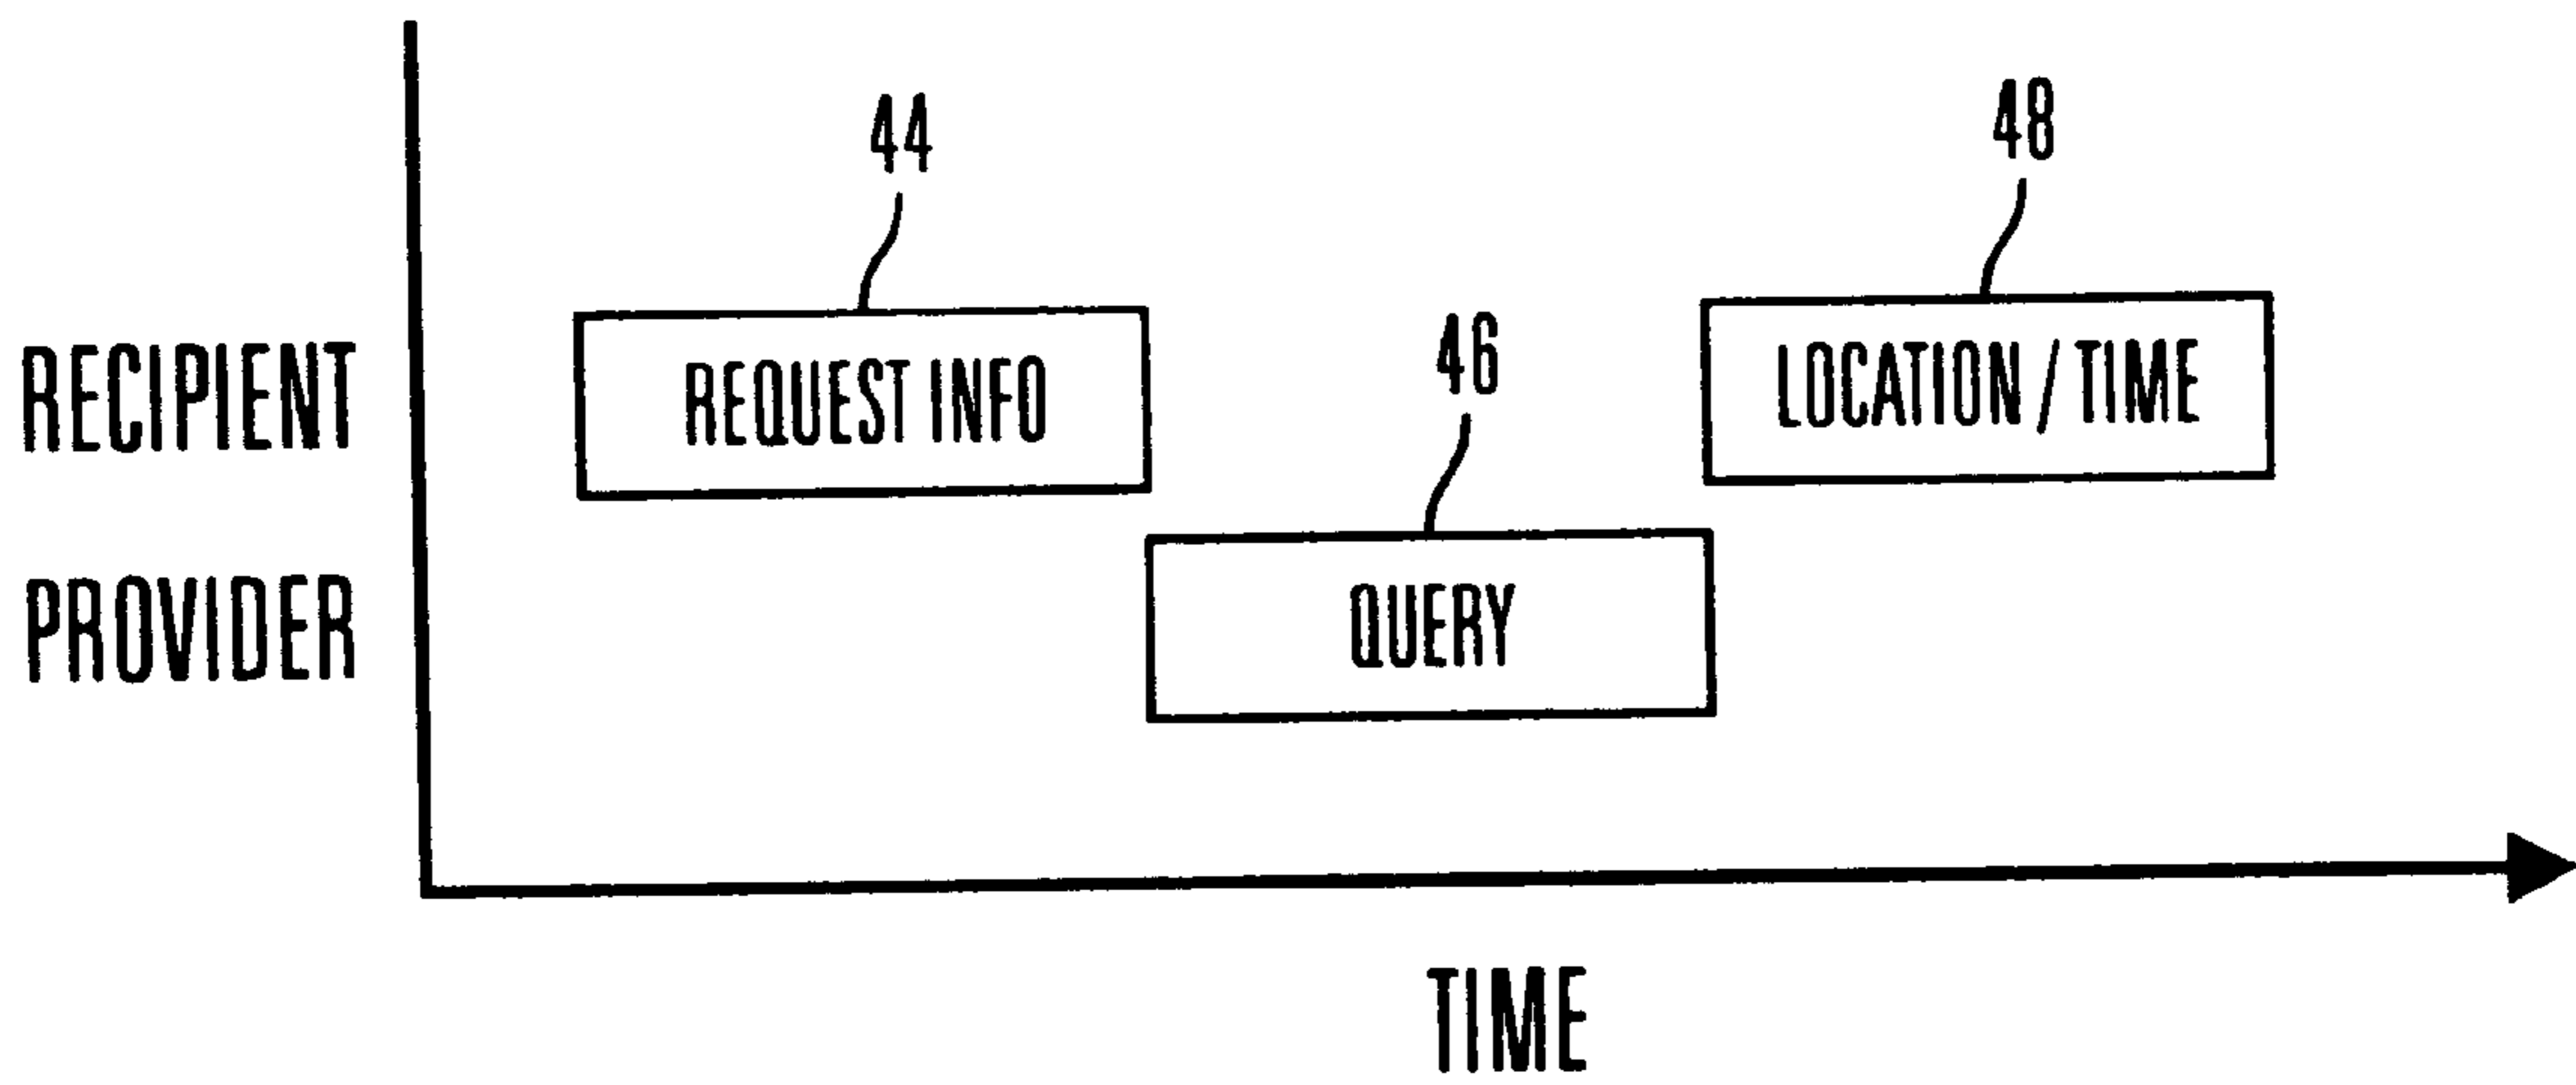 44
48
46
RECIPIENT
REQUEST INFO
LOCATION / TIME
PROVIDER
QUERY
TIME